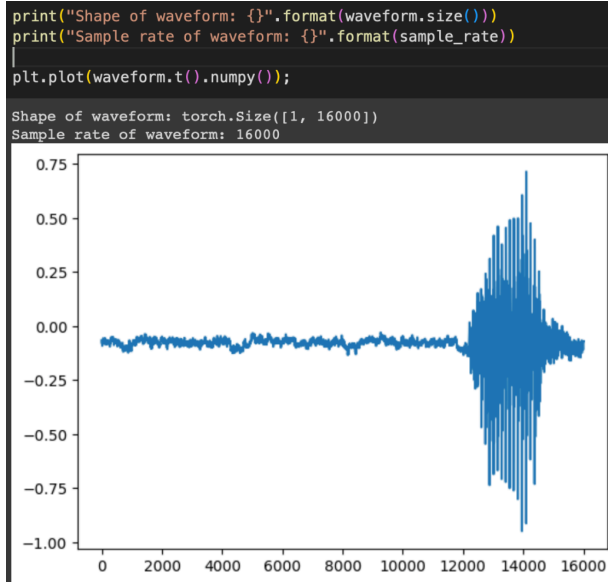 print("Shape of waveform: {}".format(waveform.size()))
print("Sample rate of waveform: {}".format(sample_rate))
plt.plot(waveform.t().numpy());
Shape of waveform: torch.Size([1, 16000])
Sample rate of waveform: 16000
0.75
0.50
0.25
0.00
−0.25
−0.50
−0.75
−1.00
0 2000 4000 6000 8000 10000 12000 14000 16000